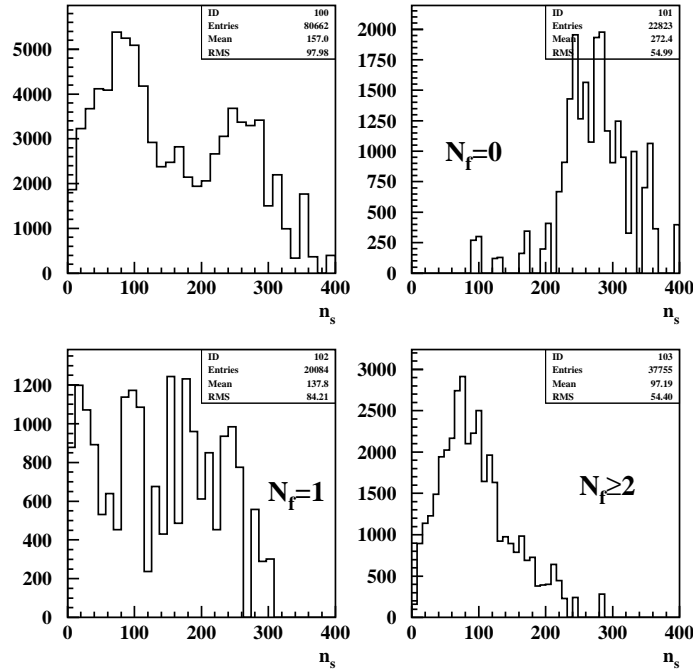 ID 100
Entries 80662
Mean 157.0
RMS 97.98
5000
4000
3000
2000
1000
0
0 100 200 300 400
n_s
ID 101
Entries 22823
Mean 272.4
RMS 54.99
2000
1750
1500
1250
1000
750
500
250
0
N_f=0
0 100 200 300 400
n_s
ID 102
Entries 20084
Mean 137.8
RMS 84.21
1200
1000
800
600
400
200
0
N_f=1
0 100 200 300 400
n_s
ID 103
Entries 37755
Mean 97.19
RMS 54.40
3000
2500
2000
1500
1000
500
0
N_f≥2
0 100 200 300 400
n_s